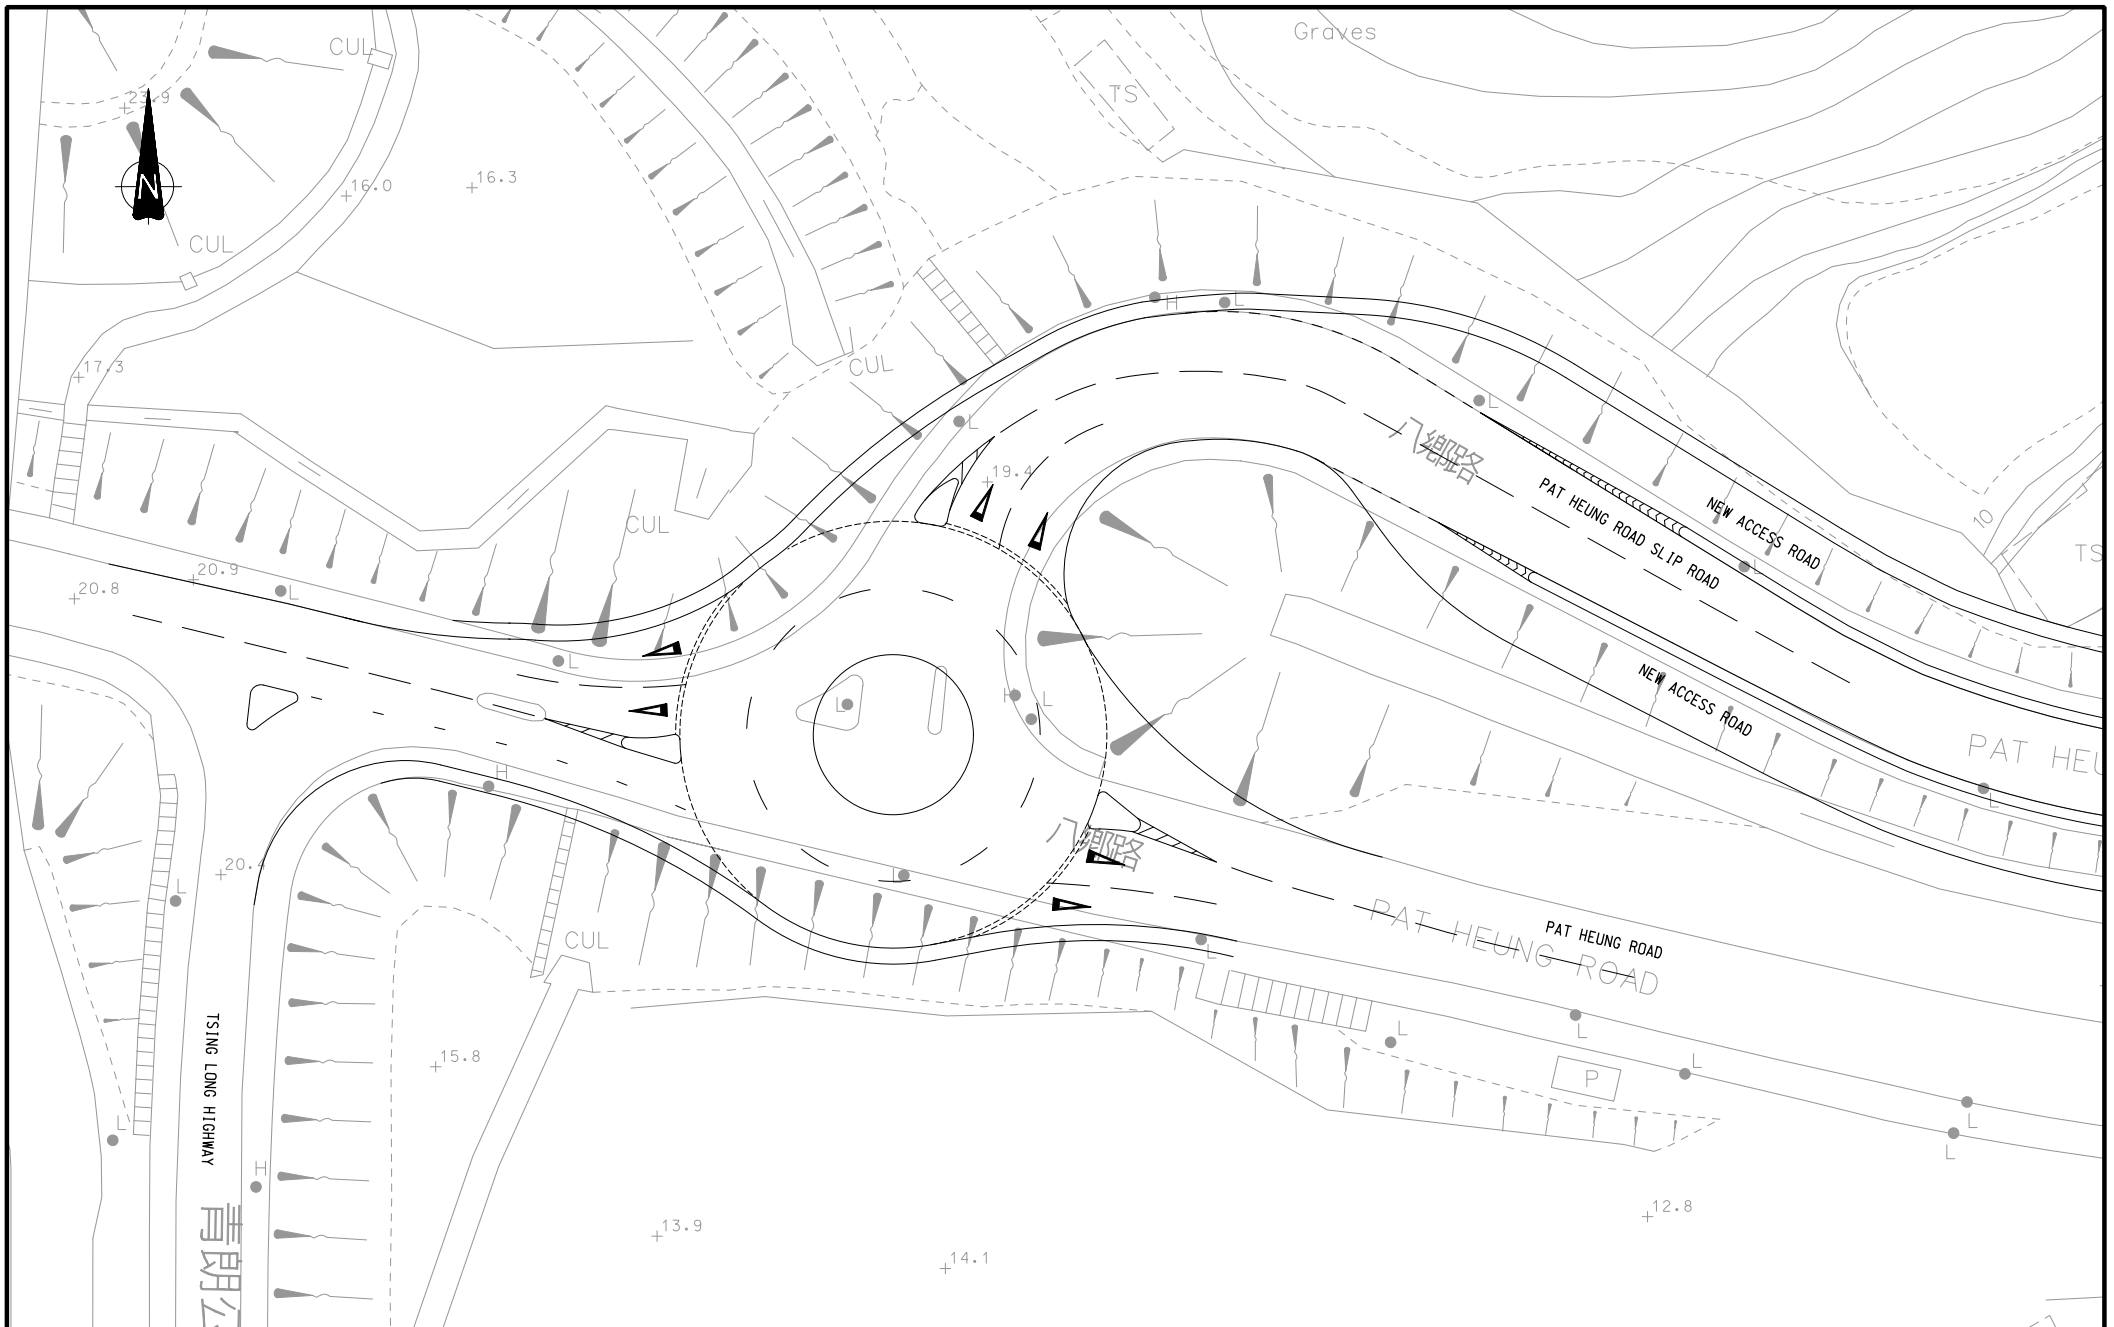 Graves
CUL
TS
23.9
N
16.0
16.3
CUL
17.3
CUL
H
L
L
L
八鄉路
19.4
PAT HEUNG ROAD SLIP ROAD
NEW ACCESS ROAD
10
TS
CUL
20.9
20.8
L
L
L
NEW ACCESS ROAD
H
L
L
PAT HEU
H
L
八鄉路
20.4
L
L
PAT HEUNG ROAD
PAT HEUNG ROAD
CUL
L
L
L
L
P
15.8
TSING LONG HIGHWAY
L
L
L
H
青朗公
12.8
13.9
14.1